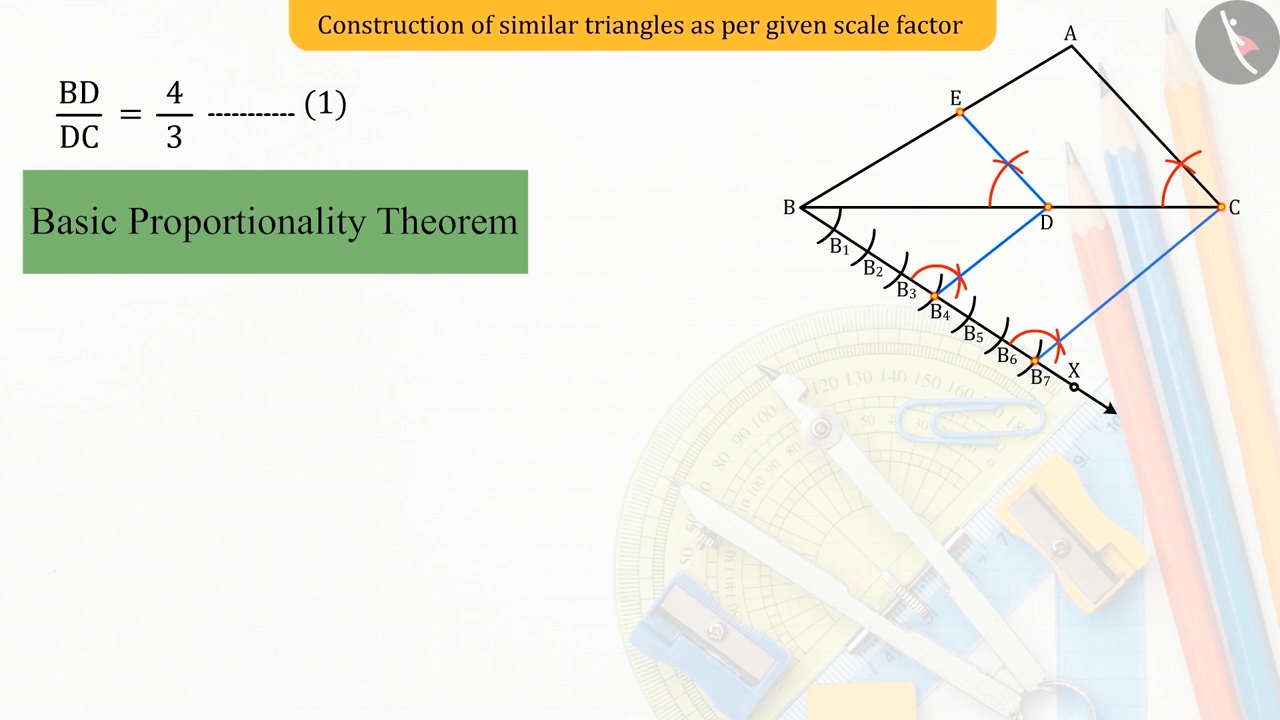 Construction of similar triangles as per given scale factor
BD/DC = 4/3 ----------- (1)
Basic Proportionality Theorem
A
E
B
D
C
B₁
B₂
B₃
B₄
B₅
B₆
B₇
X